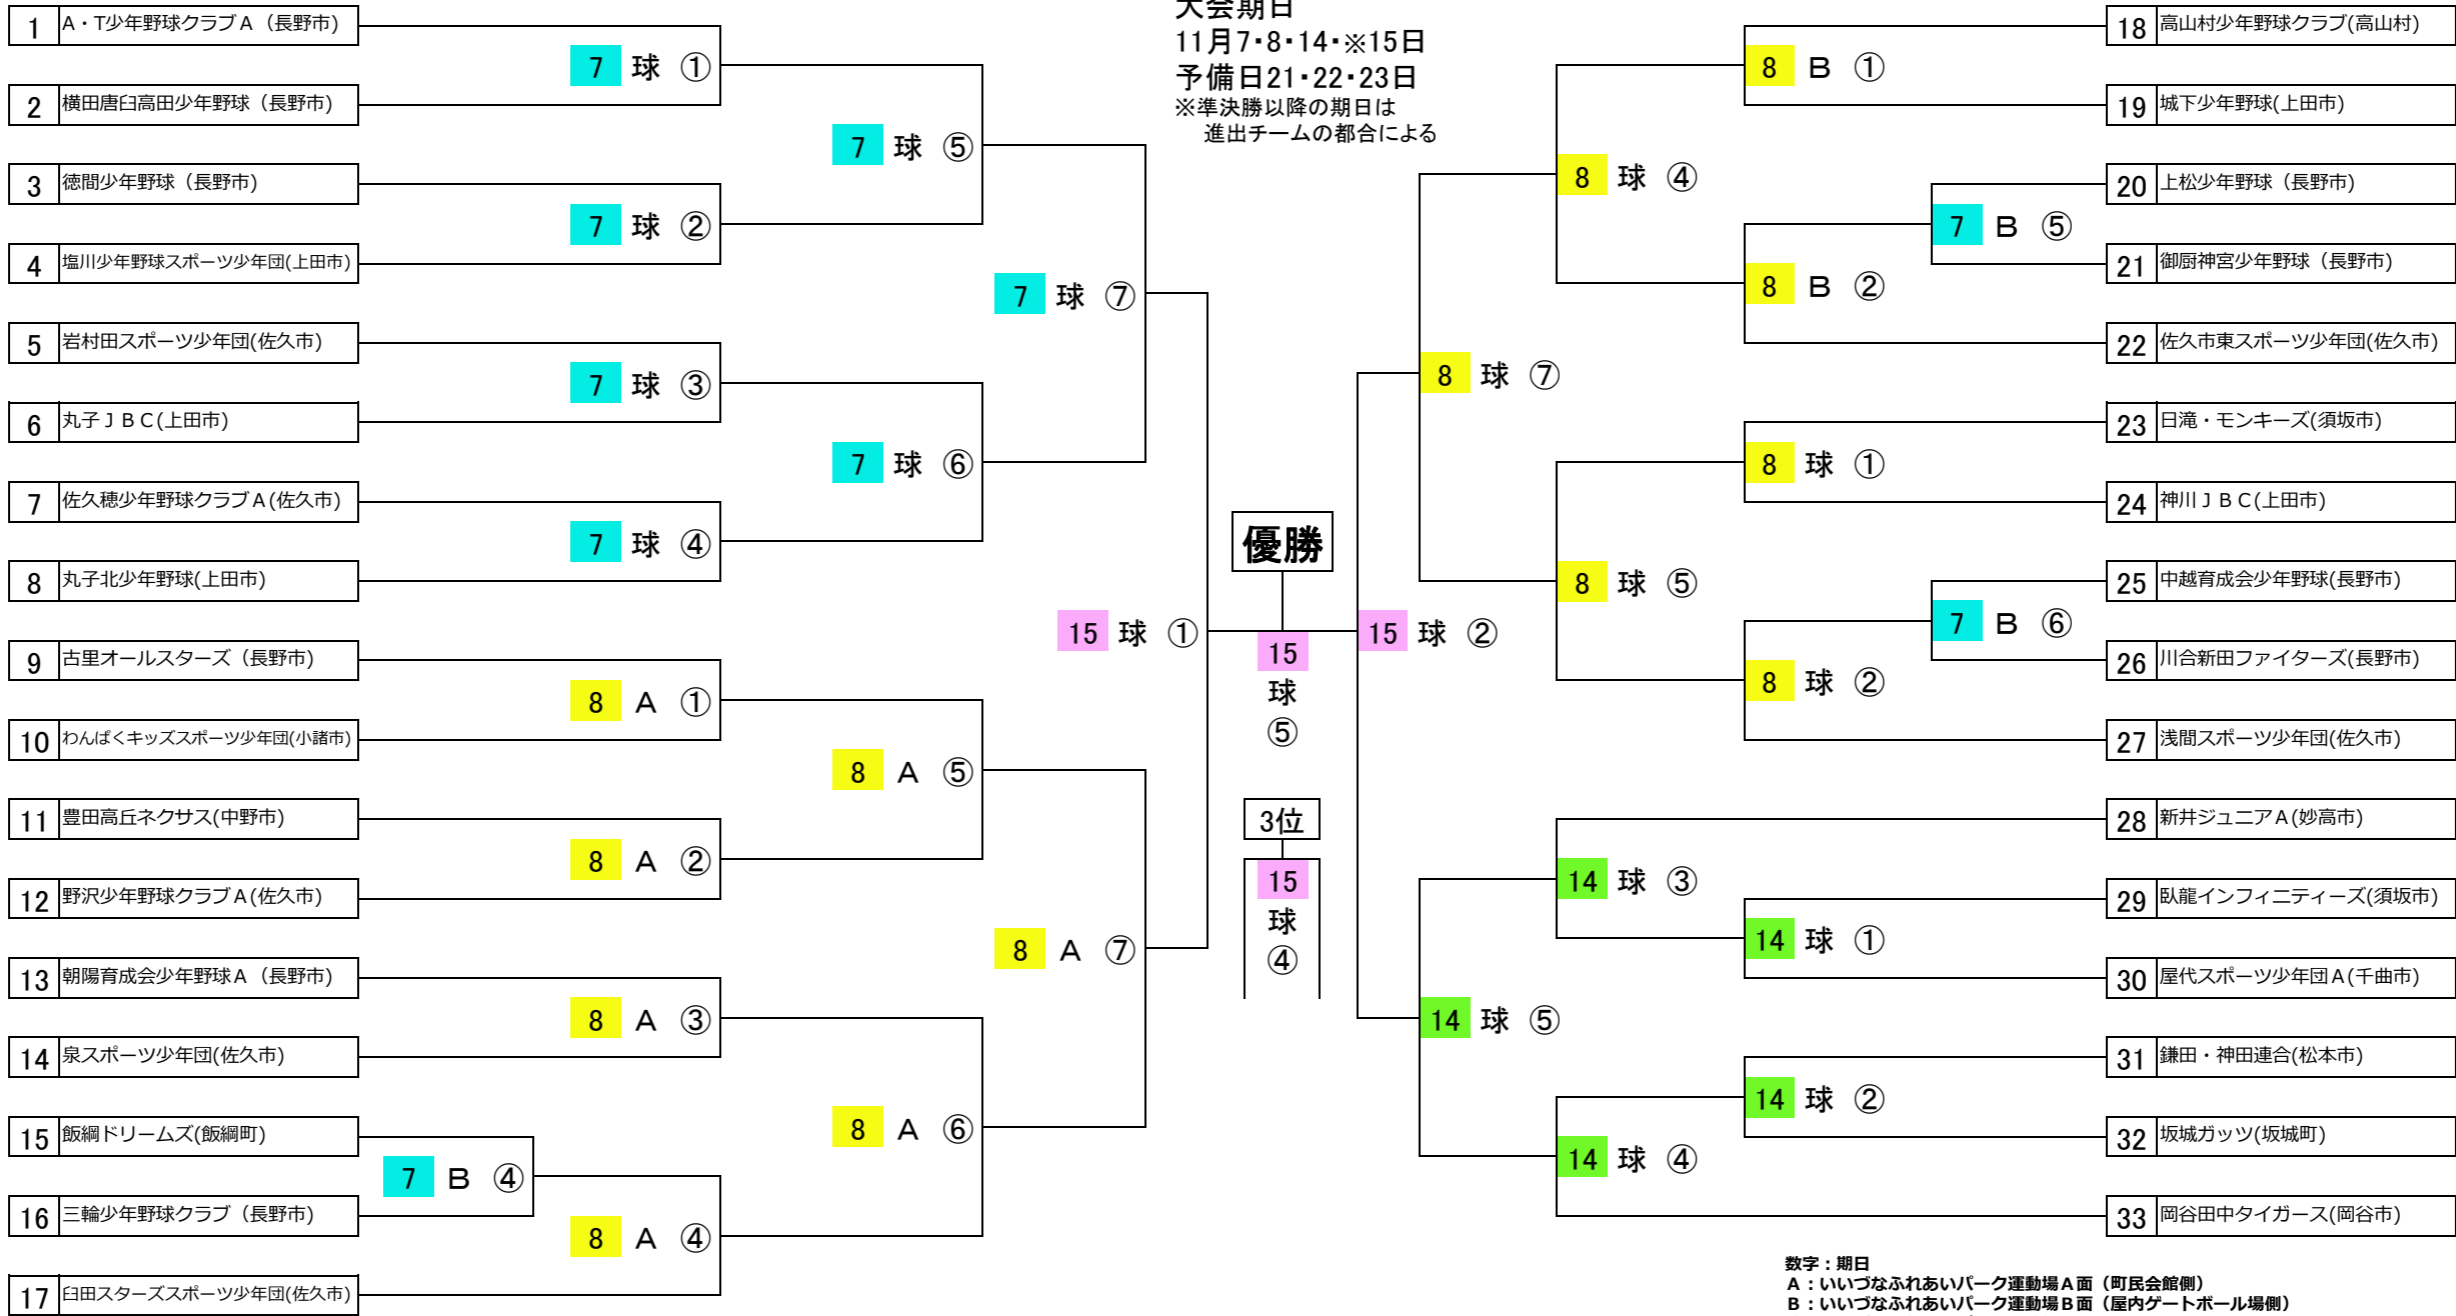 大会期日
11月7・8・14・※15日
予備日21・22・23日
※準決勝以降の期日は
進出チームの都合による
1 A・T少年野球クラブA（長野市)
2 横田唐臼高田少年野球（長野市)
3 徳間少年野球（長野市)
4 塩川少年野球スポーツ少年団(上田市)
5 岩村田スポーツ少年団(佐久市)
6 丸子ＪＢＣ(上田市)
7 佐久穂少年野球クラブA(佐久市)
8 丸子北少年野球(上田市)
9 古里オールスターズ（長野市)
10 わんぱくキッズスポーツ少年団(小諸市)
11 豊田高丘ネクサス(中野市)
12 野沢少年野球クラブA(佐久市)
13 朝陽育成会少年野球A（長野市)
14 泉スポーツ少年団(佐久市)
15 飯綱ドリームズ(飯綱町)
16 三輪少年野球クラブ（長野市)
17 臼田スターズスポーツ少年団(佐久市)
7 B ④
7 球 ①
7 球 ②
7 球 ③
7 球 ④
8 A ①
8 A ②
8 A ③
8 A ④
7 球 ⑤
7 球 ⑥
8 A ⑤
8 A ⑥
7 球 ⑦
8 A ⑦
15 球 ①
優勝
15
球
⑤
3位
15
球
④
15 球 ②
8 球 ⑦
14 球 ⑤
8 球 ④
8 球 ⑤
14 球 ③
14 球 ④
8 B ①
8 B ②
8 球 ①
8 球 ②
14 球 ①
14 球 ②
7 B ⑤
7 B ⑥
18 高山村少年野球クラブ(高山村)
19 城下少年野球(上田市)
20 上松少年野球（長野市)
21 御厨神宮少年野球（長野市)
22 佐久市東スポーツ少年団(佐久市)
23 日滝・モンキーズ(須坂市)
24 神川ＪＢＣ(上田市)
25 中越育成会少年野球(長野市)
26 川合新田ファイターズ(長野市)
27 浅間スポーツ少年団(佐久市)
28 新井ジュニアA(妙高市)
29 臥龍インフィニティーズ(須坂市)
30 屋代スポーツ少年団A(千曲市)
31 鎌田・神田連合(松本市)
32 坂城ガッツ(坂城町)
33 岡谷田中タイガース(岡谷市)
数字：期日
A：いいづなふれあいパーク運動場A面（町民会館側）
B：いいづなふれあいパーク運動場B面（屋内ゲートボール場側）